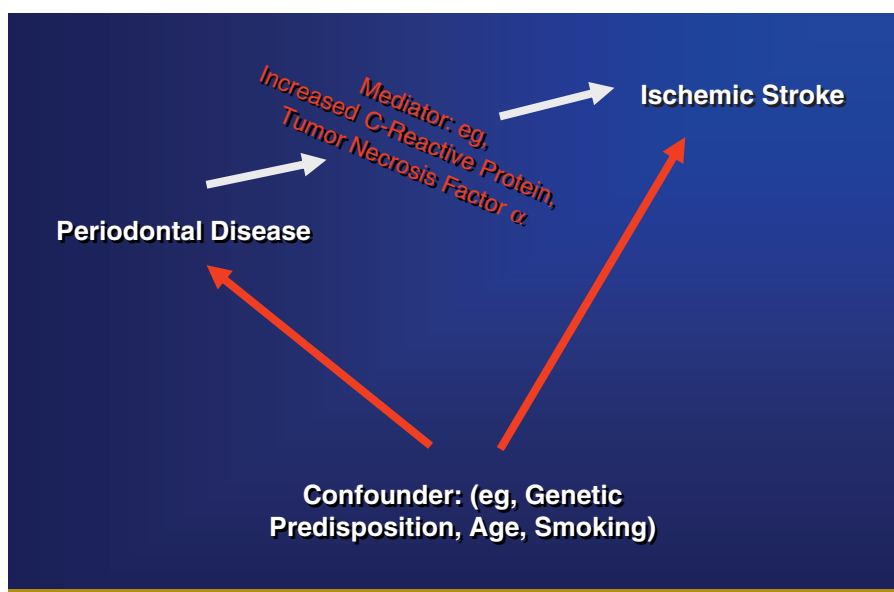 Mediator: eg,
Increased C-Reactive Protein,
Tumor Necrosis Factor α
Ischemic Stroke
Periodontal Disease
Confounder: (eg, Genetic
Predisposition, Age, Smoking)